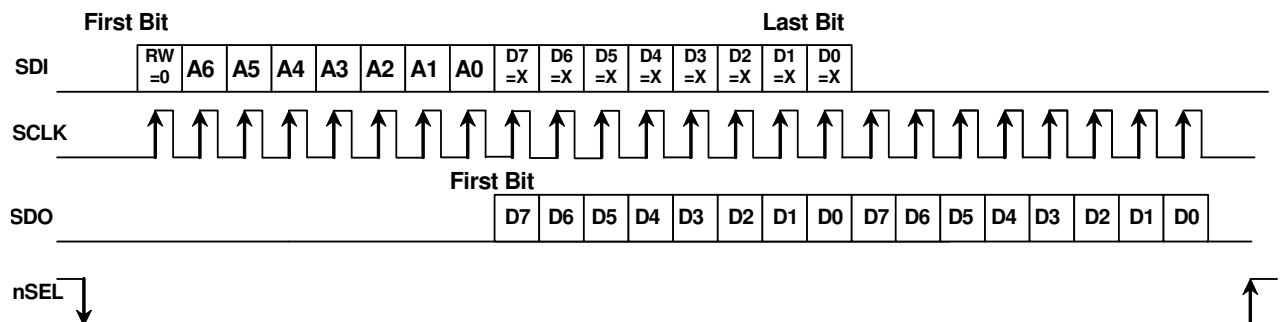 First Bit Last Bit
SDI RW =0 A6 A5 A4 A3 A2 A1 A0 D7 =X D6 =X D5 =X D4 =X D3 =X D2 =X D1 =X D0 =X
SCLK
First Bit
SDO D7 D6 D5 D4 D3 D2 D1 D0 D7 D6 D5 D4 D3 D2 D1 D0
nSEL